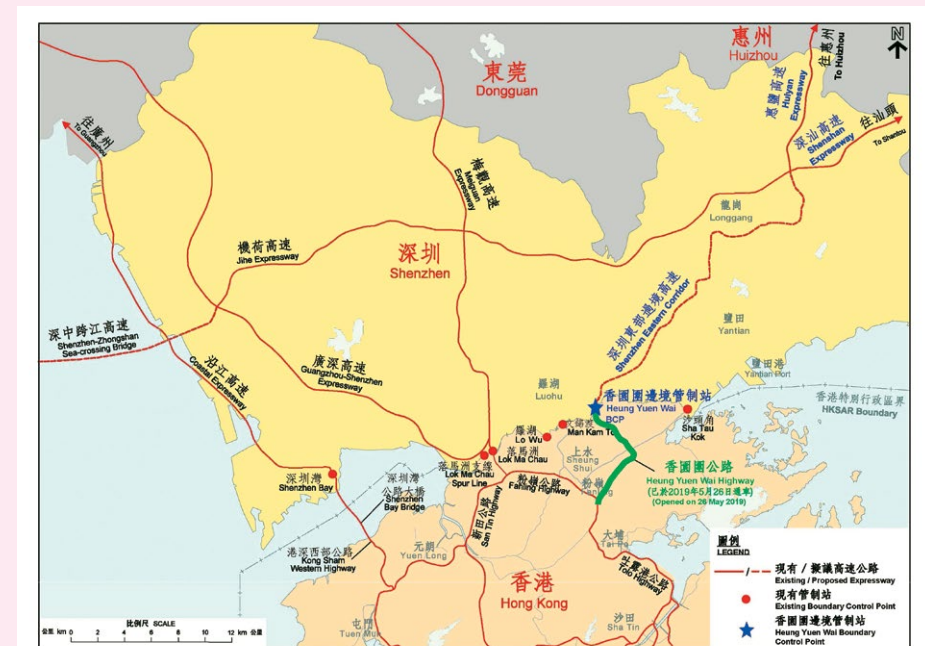 惠州
Huizhou
往惠州
To Huizhou
N
東莞
Dongguan
惠鹽高速
Huiyan
Expressway
深汕高速
Shenshan
Expressway
往汕頭
To Shantou
往廣州
To Guangzhou
梅觀高速
Meiguan
Expressway
龍崗
Longgang
機荷高速
Jihe Expressway
深圳
Shenzhen
深圳東部過境高速
Shenzhen Eastern Corridor
鹽田
Yantian
深中跨江高速
Shenzhen-Zhongshan
Sea-crossing Bridge
沿江高速
Coastal Expressway
廣深高速
Guangzhou-Shenzhen
Expressway
鹽田港
Yantian Port
羅湖
Luohu
香園圍邊境管制站
Heung Yuen Wai
BCP
香港特別行政區界
HKSAR Boundary
沙頭角
Sha Tau
Kok
文錦渡
Man Kam To
羅湖
Lo Wu
落馬洲
Lok Ma Chau
上水
Sheung
Shui
落馬洲支線
Lok Ma Chau
Spur Line
粉嶺公路
Fanling Highway
粉嶺
Fanling
香園圍公路
Heung Yuen Wai Highway
(已於2019年5月26日通車)
(Opened on 26 May 2019)
深圳灣
Shenzhen Bay
深圳灣
公路大橋
Shenzhen
Bay Bridge
新田公路
San Tin Highway
大埔
Tai Po
元朗
Yuen Long
港深西部公路
Kong Sham
Western Highway
吐露港公路
Tolo Highway
香港
Hong Kong
屯門
Tuen Mun
沙田
Sha Tin
圖例
LEGEND
現有 / 擬議高速公路
Existing / Proposed Expressway
現有管制站
Existing Boundary Control Point
香園圍邊境管制站
Heung Yuen Wai Boundary
Control Point
比例尺 SCALE
公里 km 0 2 4 6 8 10 12 km 公里